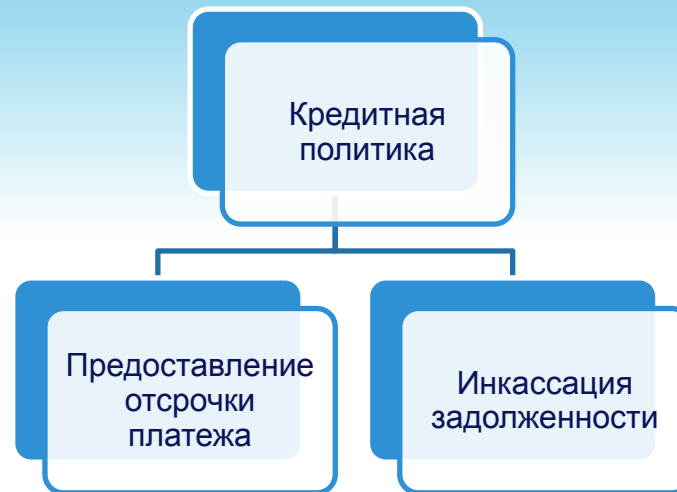 Кредитная
политика
Предоставление
отсрочки
платежа
Инкассация
задолженности